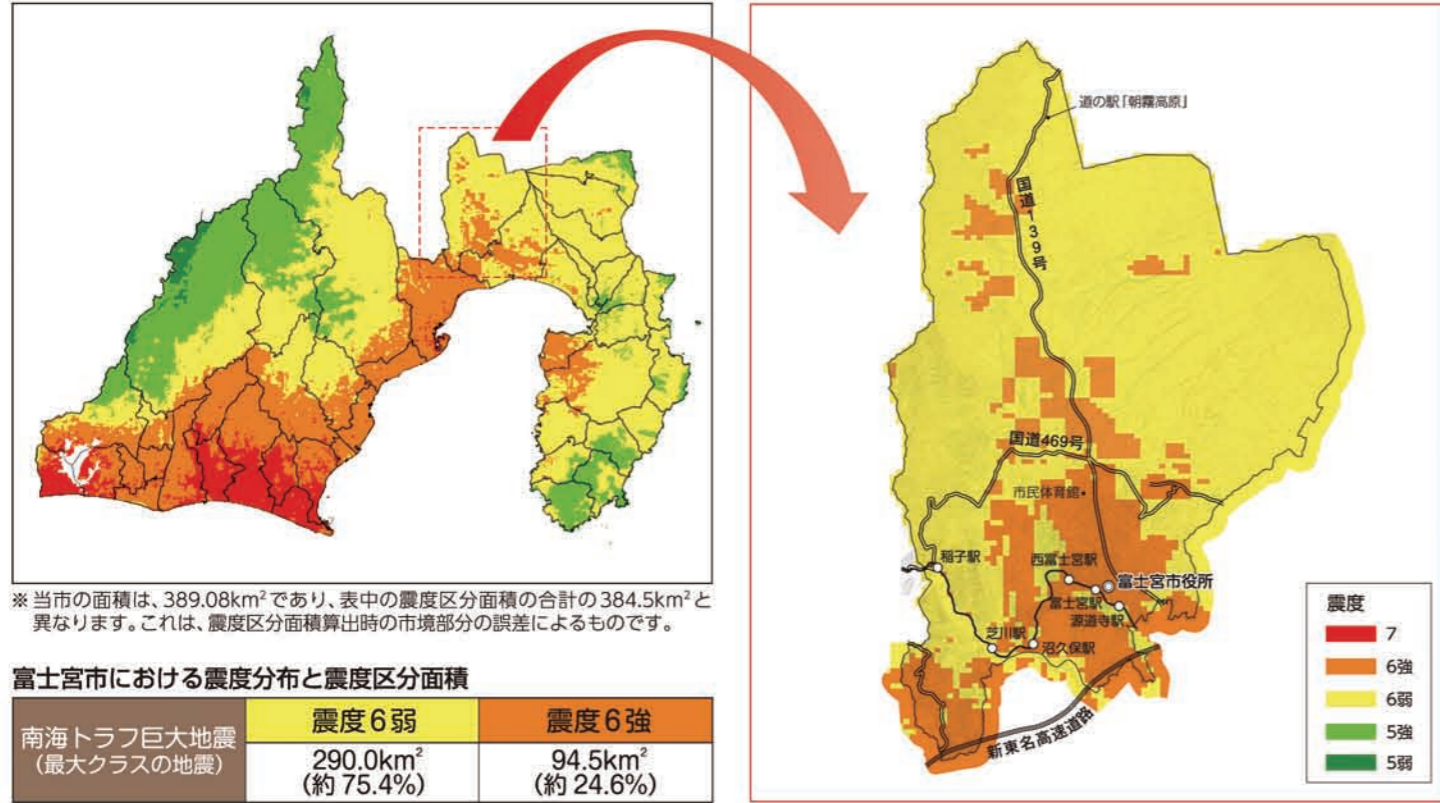 ※ 当市の面積は、389.08km²であり、表中の震度区分面積の合計の384.5km²と
異なります。これは、震度区分面積算出時の市境部分の誤差によるものです。
富士宮市における震度分布と震度区分面積
南海トラフ巨大地震
(最大クラスの地震)
震度6弱
震度6強
290.0km²
(約75.4%)
94.5km²
(約24.6%)
道の駅「朝霧高原」
国道139号
国道469号
市民体育館
稲子駅
西富士宮駅
富士宮市役所
富士宮駅
源道寺駅
芝川駅
沼久保駅
新東名高速道路
震度
7
6強
6弱
5強
5弱